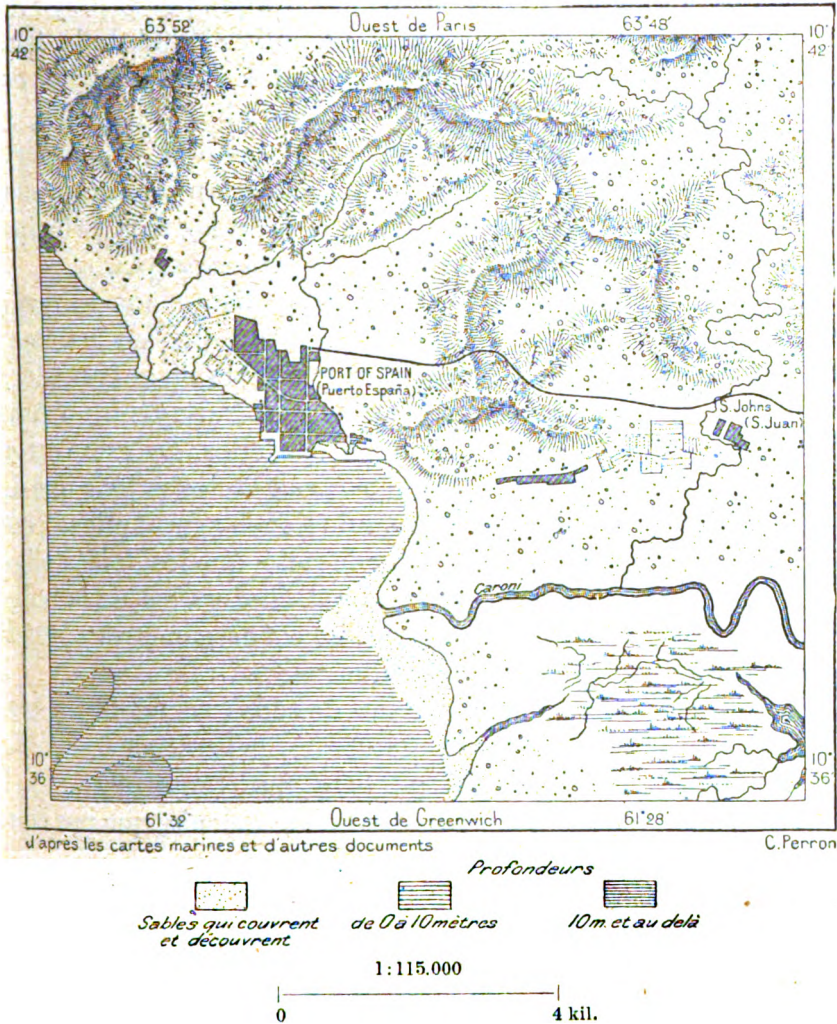 63°52' Ouest de Paris 63°48'
10° 10°
42' 42'
PORT OF SPAIN
(Puerto España)
S. Johns
(S. Juan)
Caroni
10° 10°
36' 36'
61°32' Ouest de Greenwich 61°28'
d'après les cartes marines et d'autres documents C. Perron
Profondeurs
Sables qui couvrent
et découvrent
de 0 à 10 mètres
10 m. et au delà
1:115.000
0 4 kil.